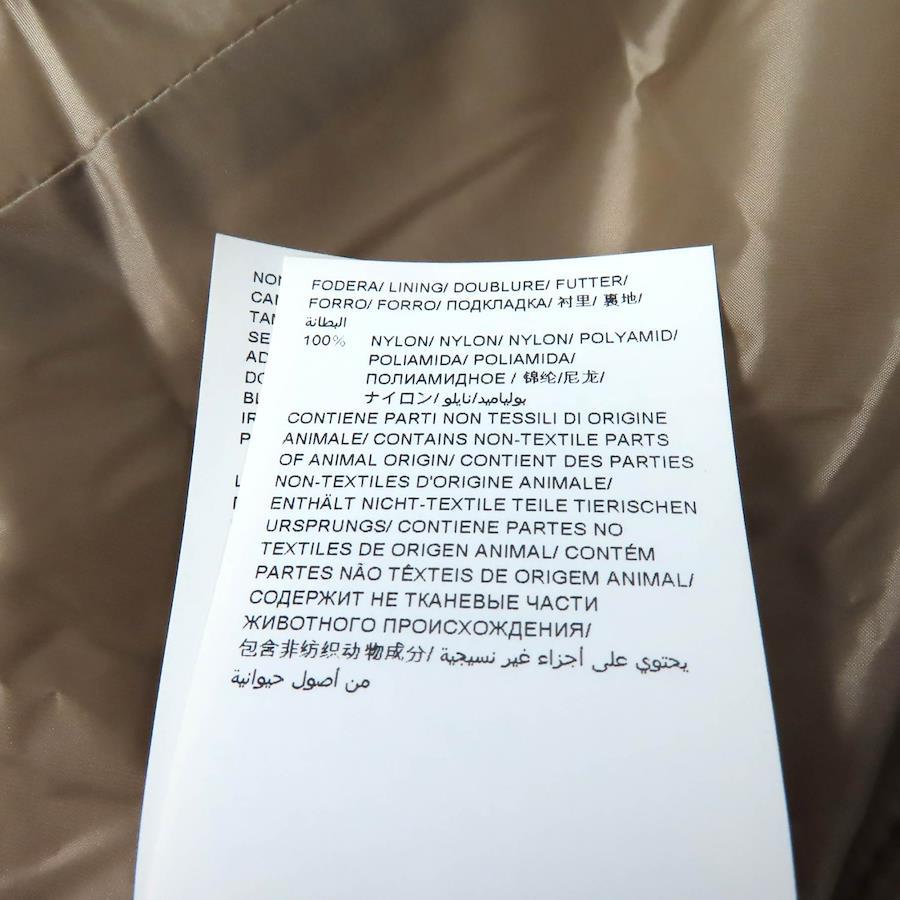 FODERA/ LINING/ DOUBLURE/ FUTTER/
FORRO/ FORRO/ ПОДКЛАДКА/ 衬里/ 裏地/
البطانة
100% NYLON/ NYLON/ NYLON/ POLYAMID/
POLIAMIDA/ POLIAMIDA/
ПОЛИАМИДНОЕ / 锦纶/尼龙/
ナイロン/ بولياميد/نايلو
CONTIENE PARTI NON TESSILI DI ORIGINE
ANIMALE/ CONTAINS NON-TEXTILE PARTS
OF ANIMAL ORIGIN/ CONTIENT DES PARTIES
NON-TEXTILES D'ORIGINE ANIMALE/
ENTHÄLT NICHT-TEXTILE TEILE TIERISCHEN
URSPRUNGS/ CONTIENE PARTES NO
TEXTILES DE ORIGEN ANIMAL/ CONTÉM
PARTES NÃO TÊXTEIS DE ORIGEM ANIMAL/
СОДЕРЖИТ НЕ ТКАНЕВЫЕ ЧАСТИ
ЖИВОТНОГО ПРОИСХОЖДЕНИЯ/
包含非纺织动物成分/ يحتوي على أجزاء غير نسيجية
من أصول حيوانية